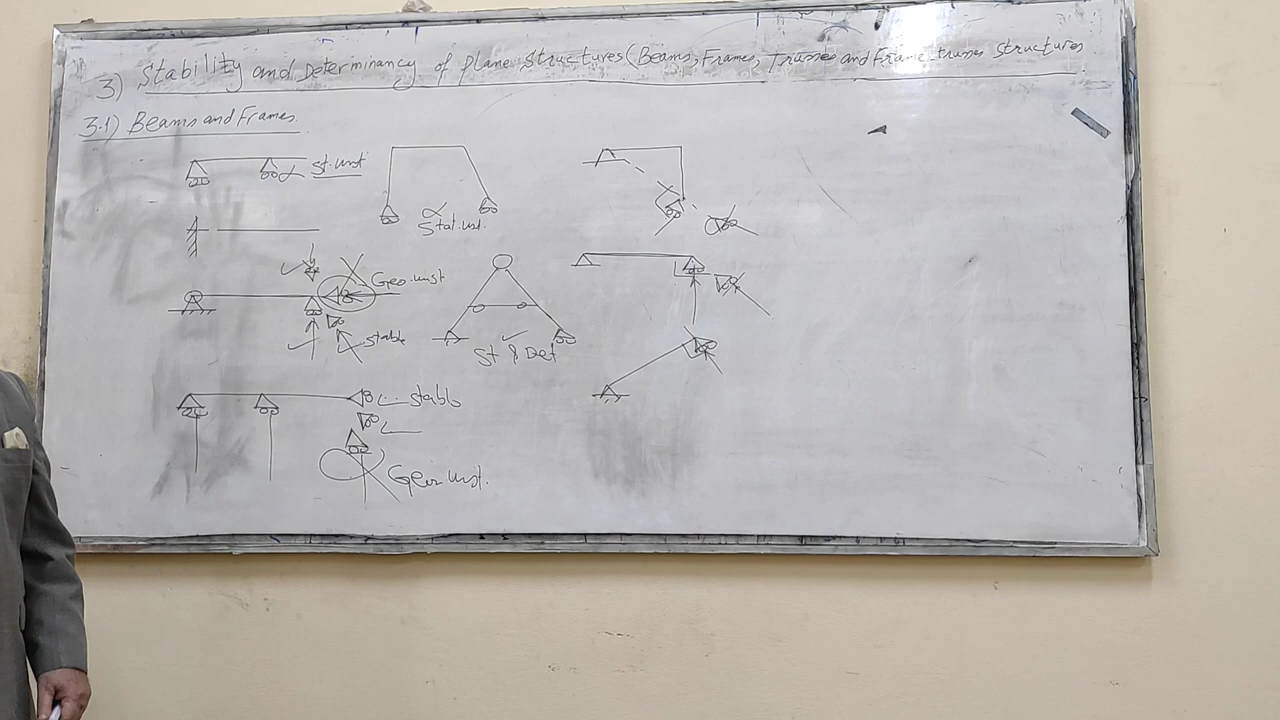 3) Stability and Determinancy of plane structures (Beams, Frames, Trusses and Frame-trusses structures
3.1) Beams and Frames.
St. unst
Stat. unst.
Geo. unst
stable
St & Det
stable
Geo. unst.